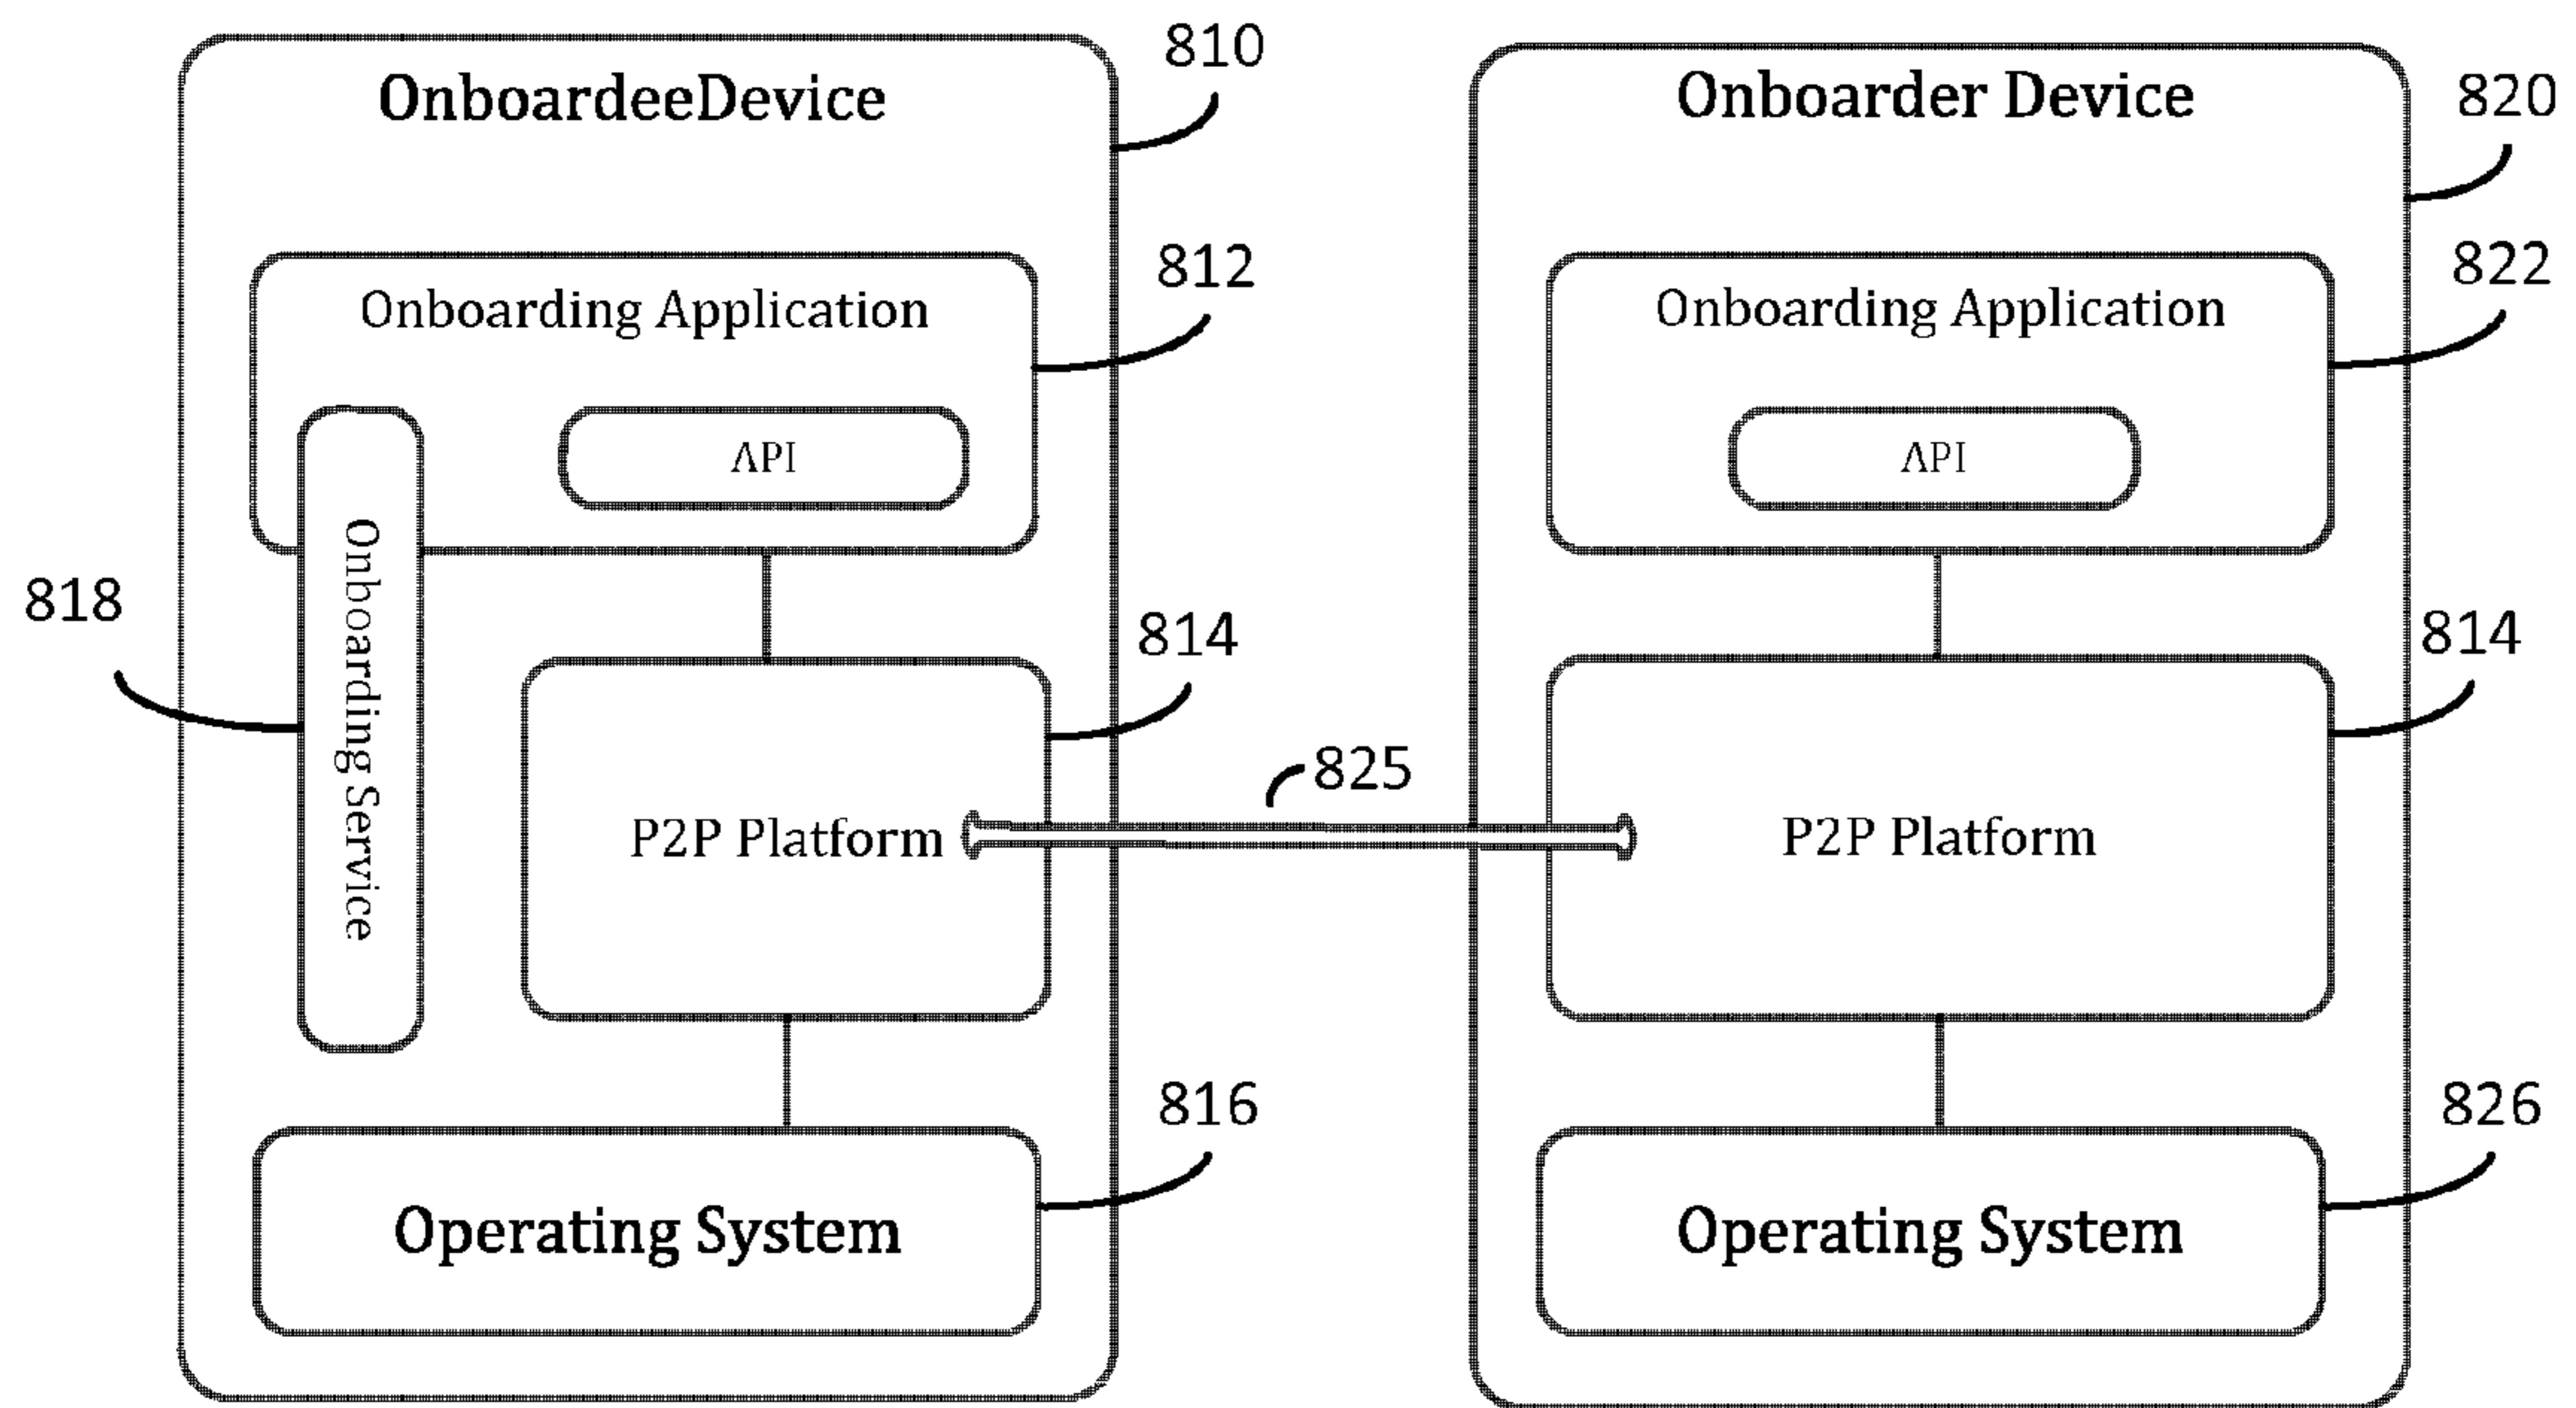 810
OnboardeeDevice
Onboarder Device
820
812
822
Onboarding Application
Onboarding Application
API
API
Onboarding Service
818
814
814
825
P2P Platform
P2P Platform
816
826
Operating System
Operating System